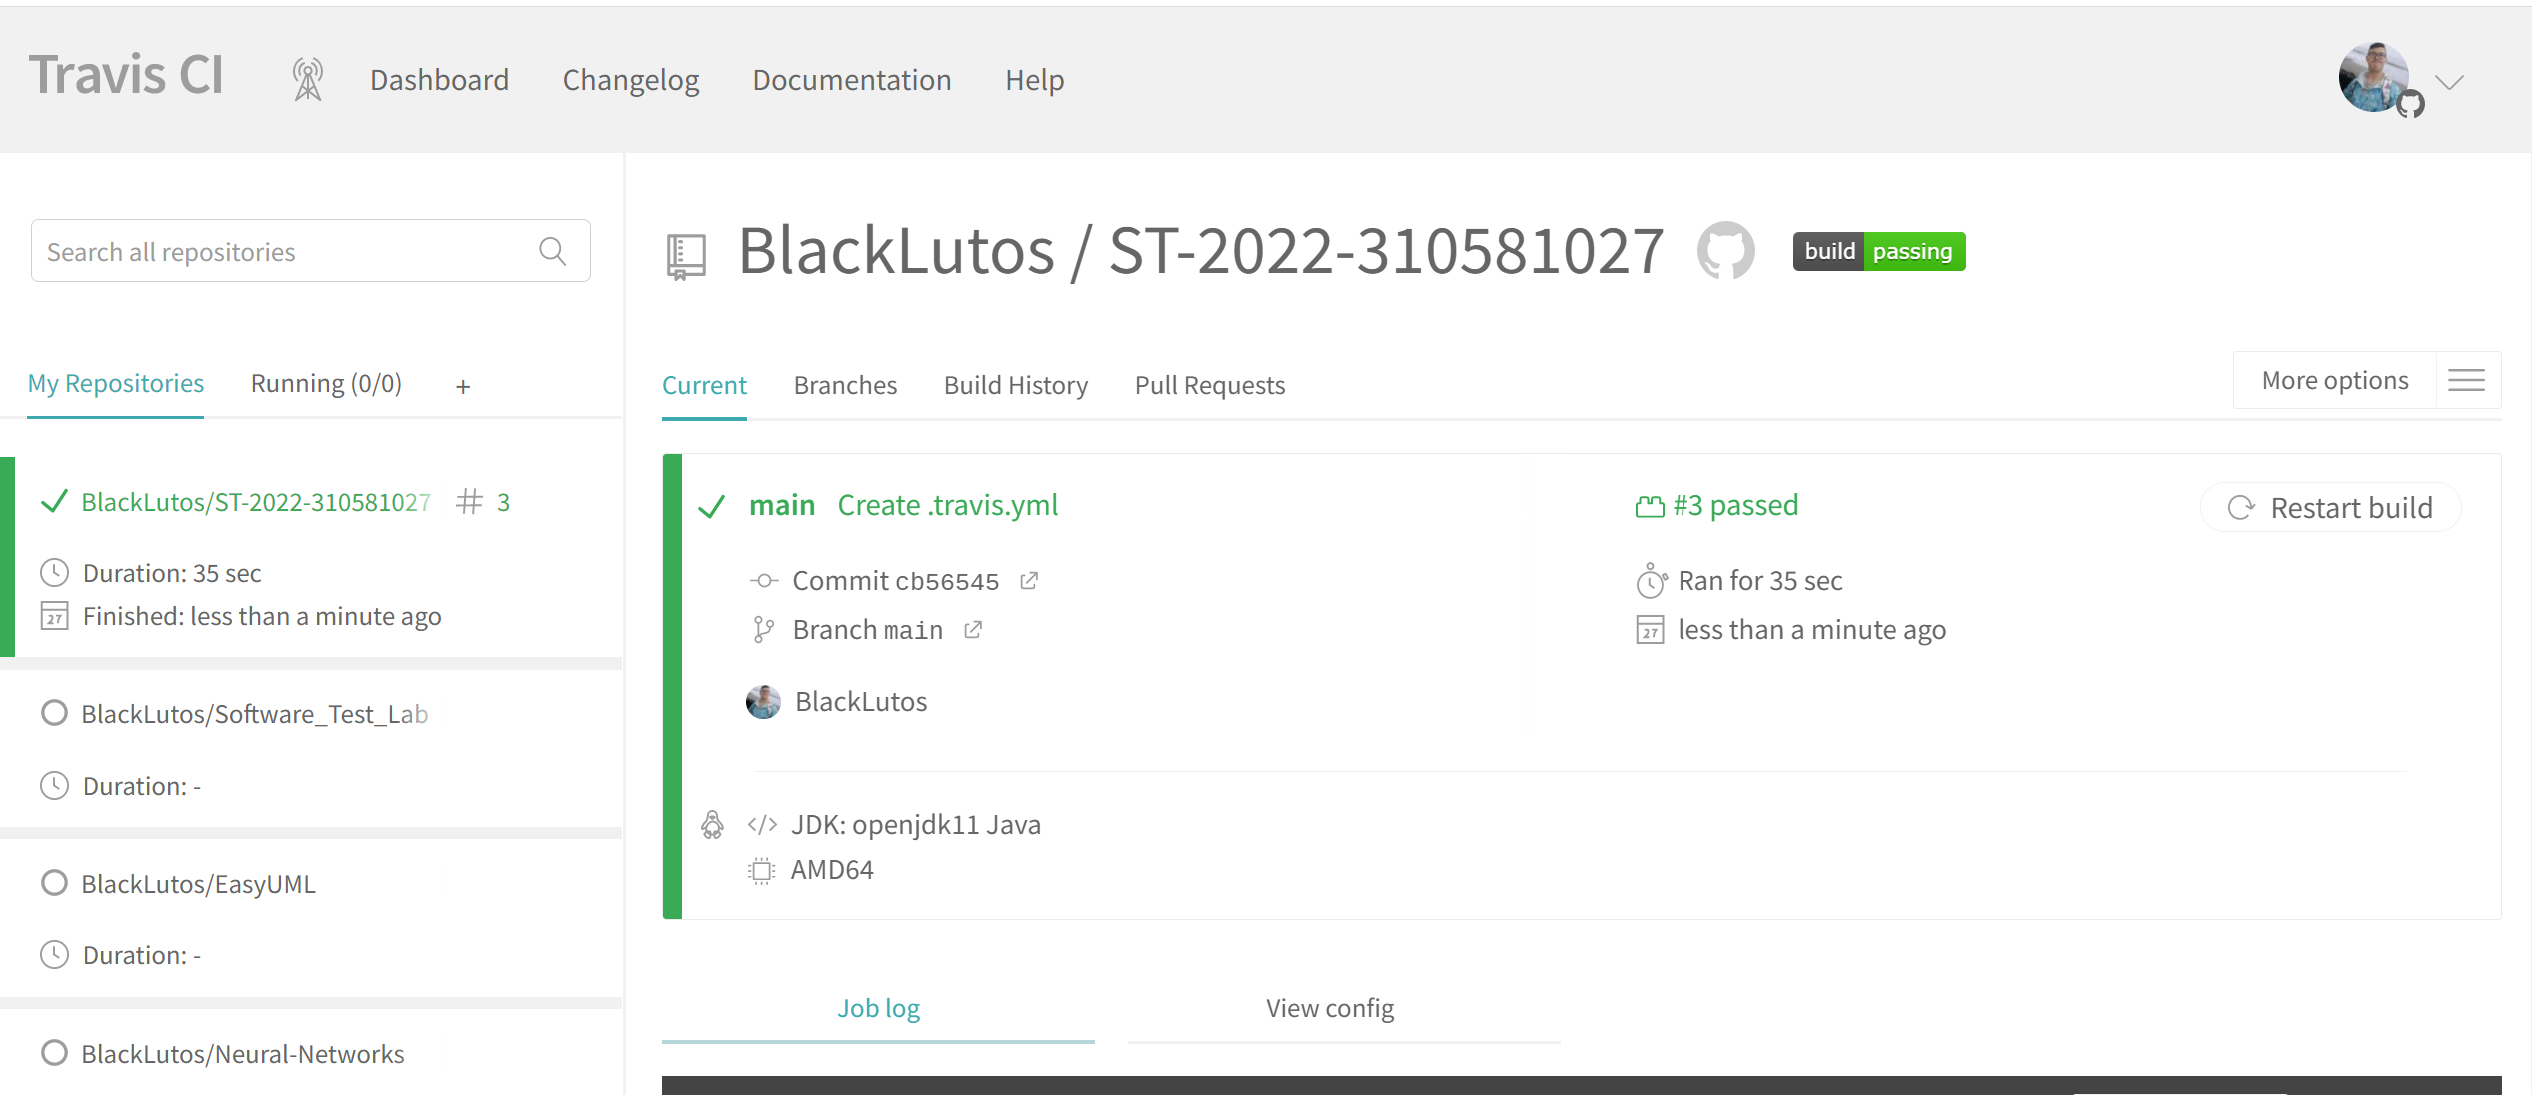 Travis CI
Dashboard
Changelog
Documentation
Help
Search all repositories
My Repositories
Running (0/0)
+
BlackLutos/ST-2022-310581027
# 3
Duration: 35 sec
27
Finished: less than a minute ago
BlackLutos/Software_Test_Lab
Duration: -
BlackLutos/EasyUML
Duration: -
BlackLutos/Neural-Networks
BlackLutos / ST-2022-310581027
build passing
Current
Branches
Build History
Pull Requests
More options
main Create .travis.yml
Commit cb56545
Branch main
BlackLutos
#3 passed
Ran for 35 sec
27
less than a minute ago
Restart build
</> JDK: openjdk11 Java
AMD64
Job log
View config